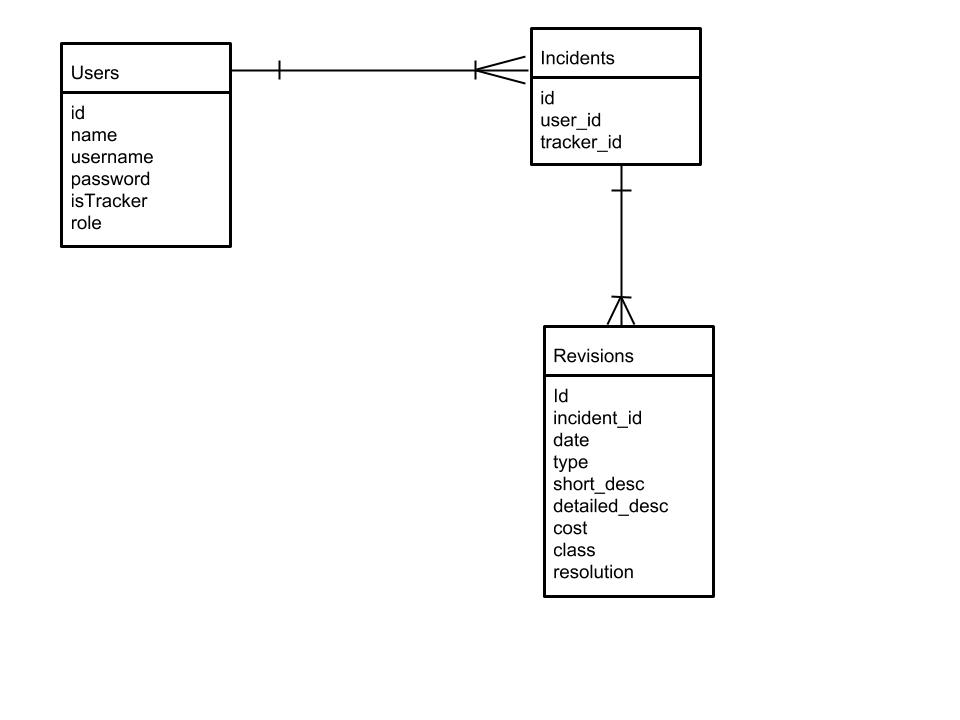 Users
id
name
username
password
isTracker
role
Incidents
id
user_id
tracker_id
Revisions
Id
incident_id
date
type
short_desc
detailed_desc
cost
class
resolution